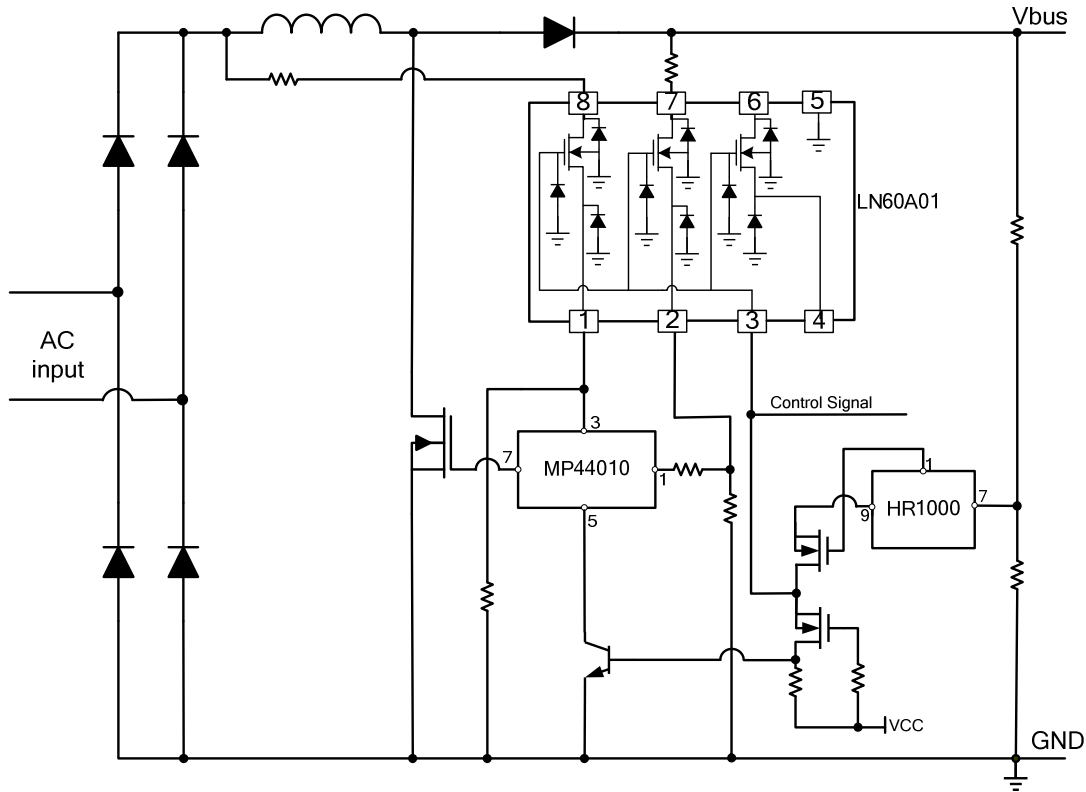 Vbus
8 7 6 5
LN60A01
AC
input
1 2 3 4
Control Signal
3
7 MP44010 1
5
1
9 HR1000 7
VCC
GND